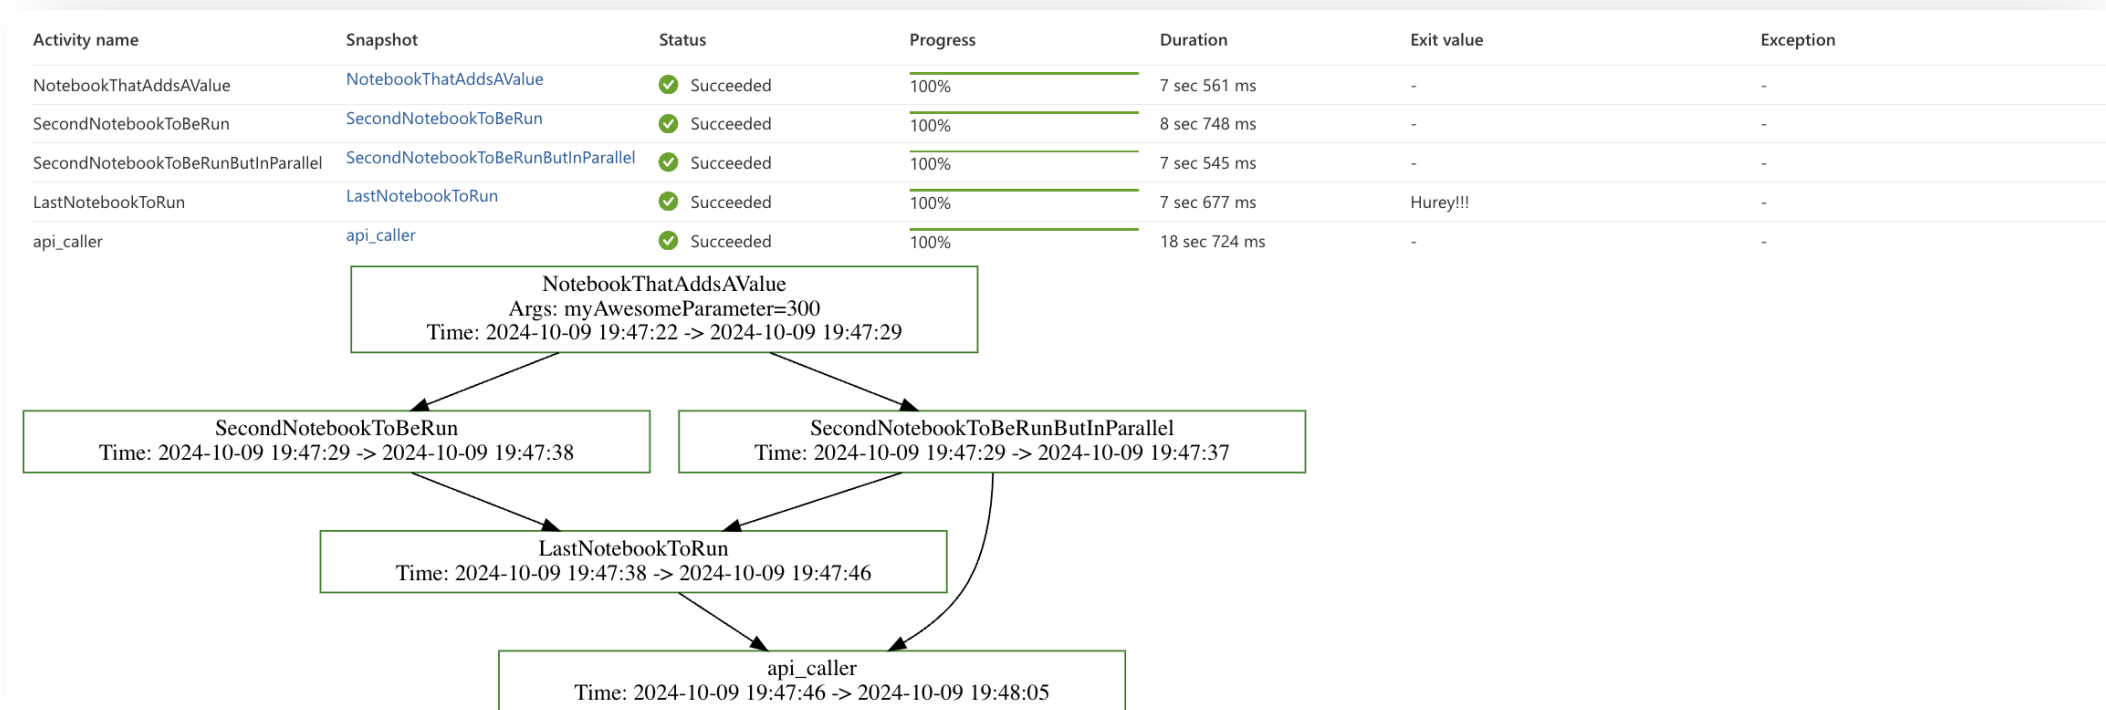 Activity name Snapshot Status Progress Duration Exit value Exception
NotebookThatAddsAValue NotebookThatAddsAValue Succeeded 100% 7 sec 561 ms - -
SecondNotebookToBeRun SecondNotebookToBeRun Succeeded 100% 8 sec 748 ms - -
SecondNotebookToBeRunButInParallel SecondNotebookToBeRunButInParallel Succeeded 100% 7 sec 545 ms - -
LastNotebookToRun LastNotebookToRun Succeeded 100% 7 sec 677 ms Hurey!!! -
api_caller api_caller Succeeded 100% 18 sec 724 ms - -
NotebookThatAddsAValue
Args: myAwesomeParameter=300
Time: 2024-10-09 19:47:22 -> 2024-10-09 19:47:29
SecondNotebookToBeRun
Time: 2024-10-09 19:47:29 -> 2024-10-09 19:47:38
SecondNotebookToBeRunButInParallel
Time: 2024-10-09 19:47:29 -> 2024-10-09 19:47:37
LastNotebookToRun
Time: 2024-10-09 19:47:38 -> 2024-10-09 19:47:46
api_caller
Time: 2024-10-09 19:47:46 -> 2024-10-09 19:48:05